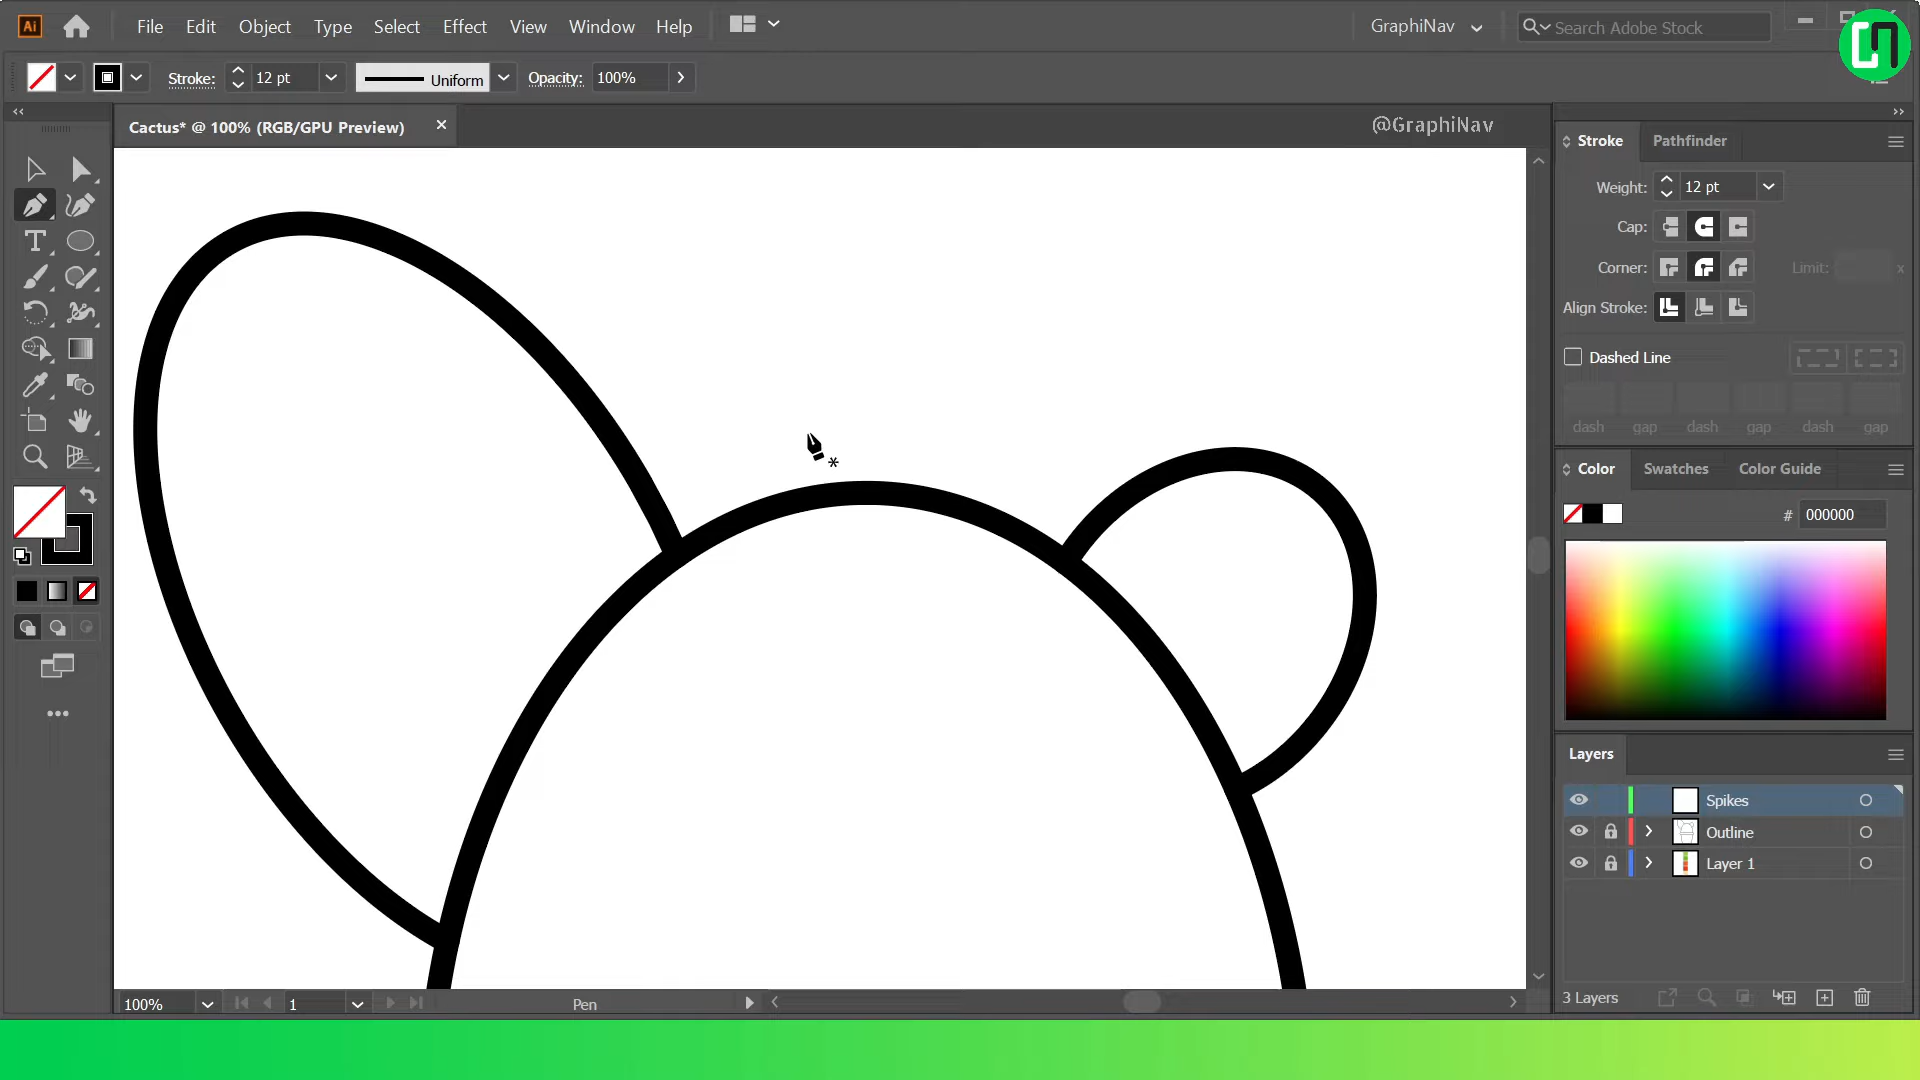 Ai File Edit Object Type Select Effect View Window Help GraphiNav Search Adobe Stock
Stroke: 12 pt Uniform Opacity: 100%
Cactus* @ 100% (RGB/GPU Preview) @GraphiNav
Stroke Pathfinder
Weight: 12 pt
Cap:
Corner: Limit: x
Align Stroke:
Dashed Line
dash gap dash gap dash gap
Color Swatches Color Guide
# 000000
Layers
Spikes
Outline
Layer 1
3 Layers
100% 1 Pen